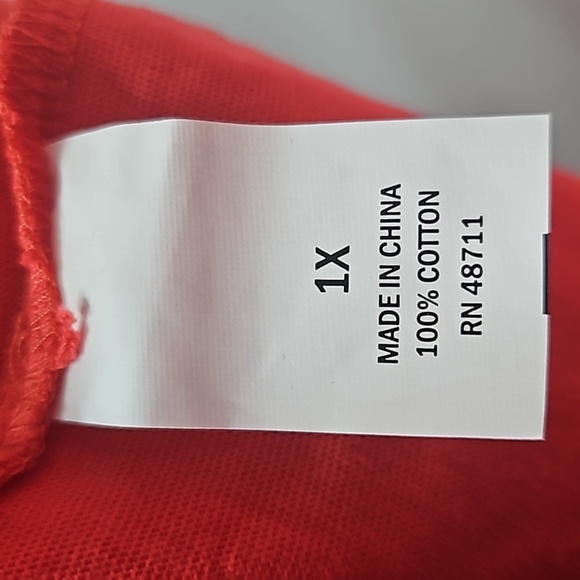 1X
MADE IN CHINA
100% COTTON
RN 48711